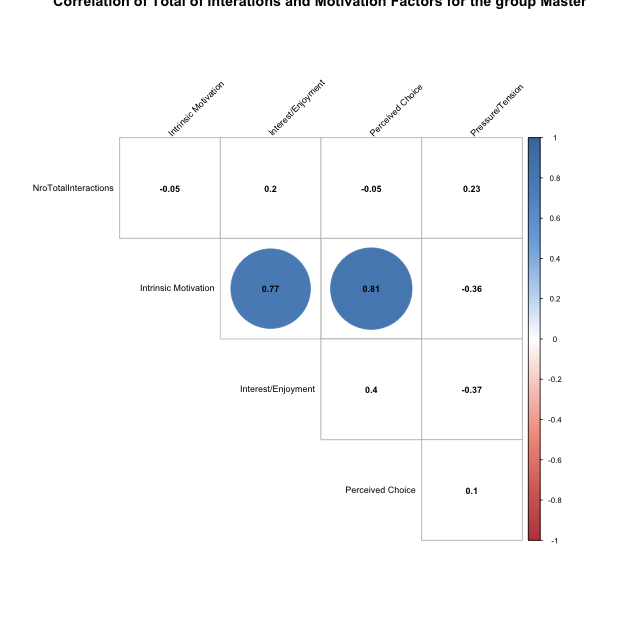 Correlation of Total of Interations and Motivation Factors for the group Master
Intrinsic Motivation
Interest/Enjoyment
Perceived Choice
Pressure/Tension
NroTotalInteractions
-0.05
0.2
-0.05
0.23
Intrinsic Motivation
0.77
0.81
-0.36
Interest/Enjoyment
0.4
-0.37
Perceived Choice
0.1
1
0.8
0.6
0.4
0.2
0
-0.2
-0.4
-0.6
-0.8
-1